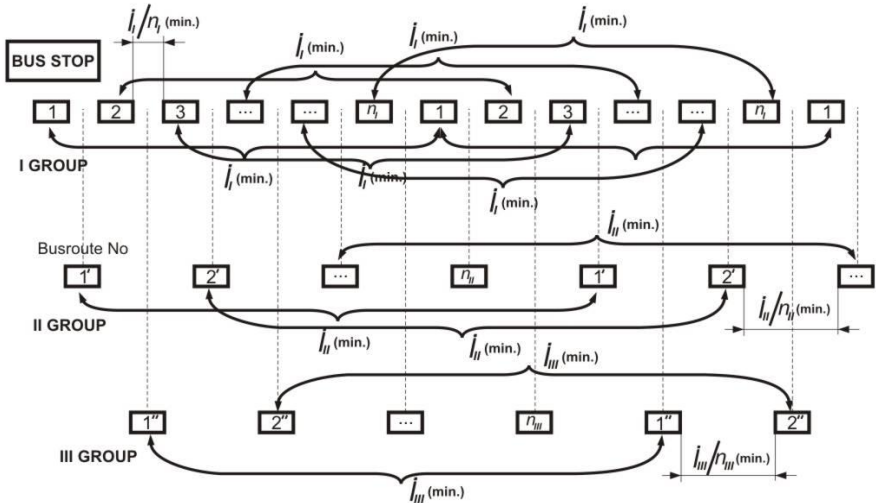 i_I/n_I (min.)
i_I (min.) i_I (min.) i_I (min.)
BUS STOP
1 2 3 ... ... n_I 1 2 3 ... ... n_I 1
I GROUP
i_I (min.) i_I (min.)
i_I (min.)
i_II (min.)
Busroute No
1' 2' ... n_II 1' 2' ...
II GROUP
i_II (min.) i_II (min.) i_II/n_II (min.)
i_III (min.)
1" 2" ... n_III 1" 2"
III GROUP
i_III/n_III (min.)
i_III (min.)